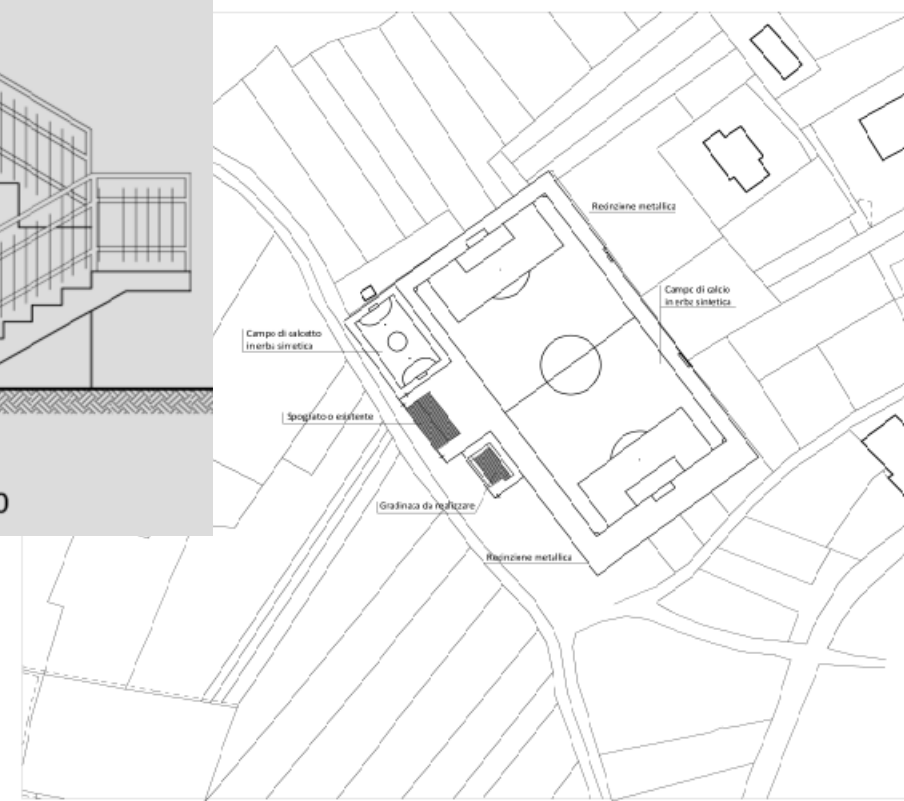 Recinzione metallica
Campo di calcio
in erba sintetica
Campo di calcetto
in erba sintetica
Spogliatoio esistente
Gradinata da realizzare
Recinzione metallica
0